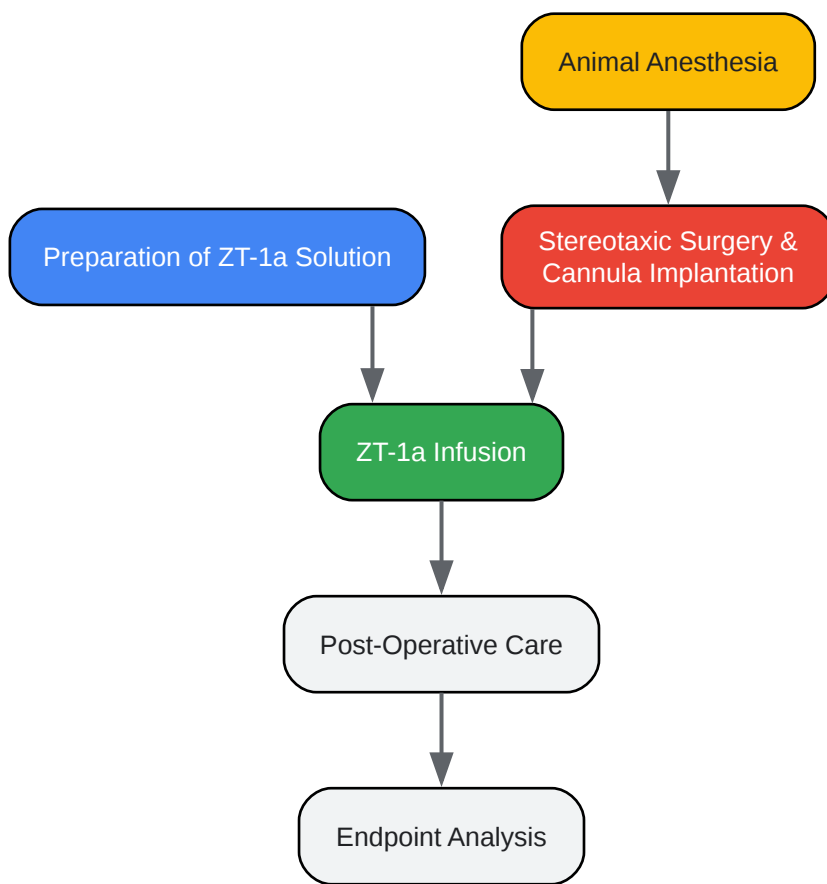 Animal Anesthesia
Preparation of ZT-1a Solution
Stereotaxic Surgery &
Cannula Implantation
ZT-1a Infusion
Post-Operative Care
Endpoint Analysis